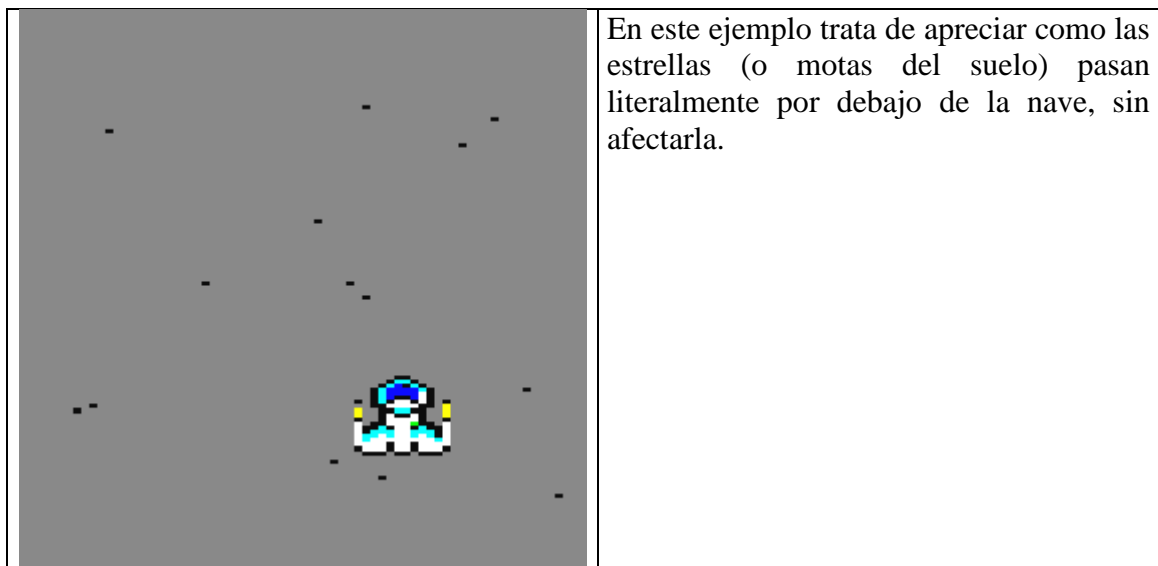 En este ejemplo trata de apreciar como las
estrellas (o motas del suelo) pasan
literalmente por debajo de la nave, sin
afectarla.